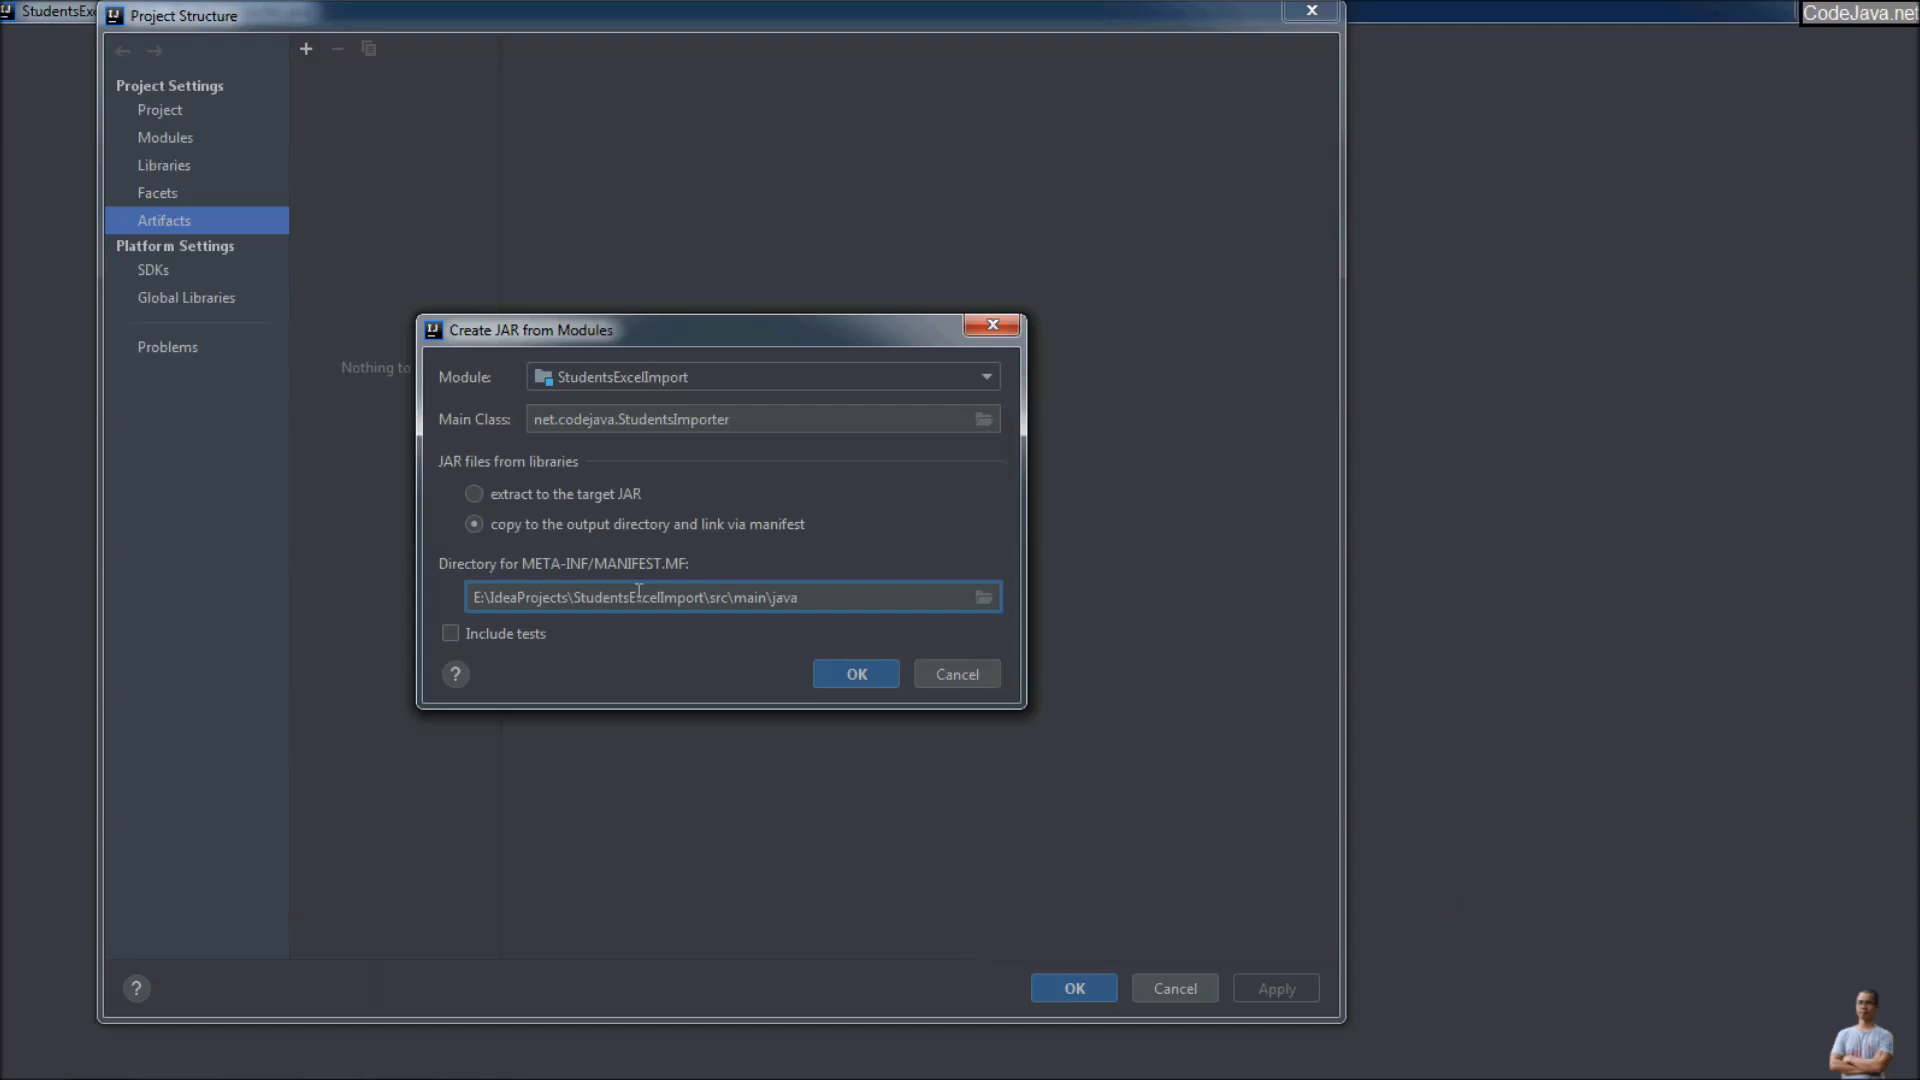 StudentsExc
Project Structure
CodeJava.net
Project Settings
Project
Modules
Libraries
Facets
Artifacts
Platform Settings
SDKs
Global Libraries
Problems
Nothing to
Create JAR from Modules
Module: StudentsExcelImport
Main Class: net.codejava.StudentsImporter
JAR files from libraries
extract to the target JAR
copy to the output directory and link via manifest
Directory for META-INF/MANIFEST.MF:
E:\IdeaProjects\StudentsExcelImport\src\main\java
Include tests
? OK Cancel
? OK Cancel Apply